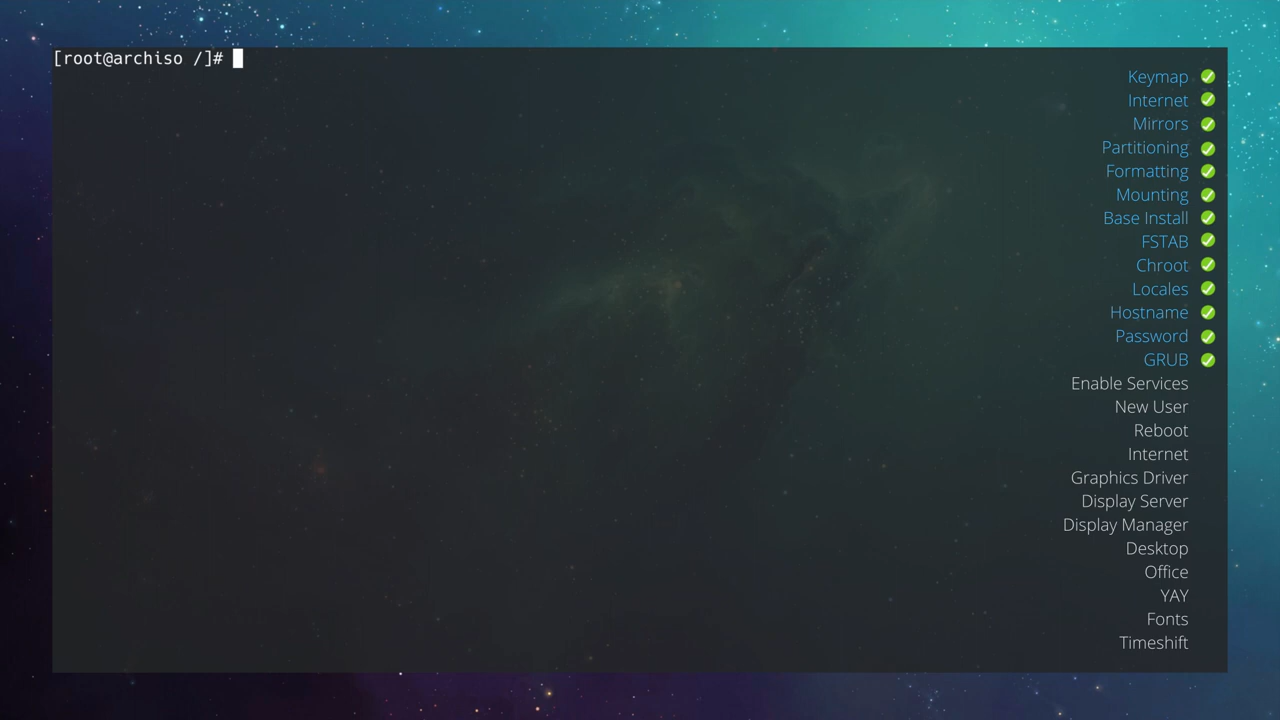 [root@archiso /]#
Keymap
Internet
Mirrors
Partitioning
Formatting
Mounting
Base Install
FSTAB
Chroot
Locales
Hostname
Password
GRUB
Enable Services
New User
Reboot
Internet
Graphics Driver
Display Server
Display Manager
Desktop
Office
YAY
Fonts
Timeshift